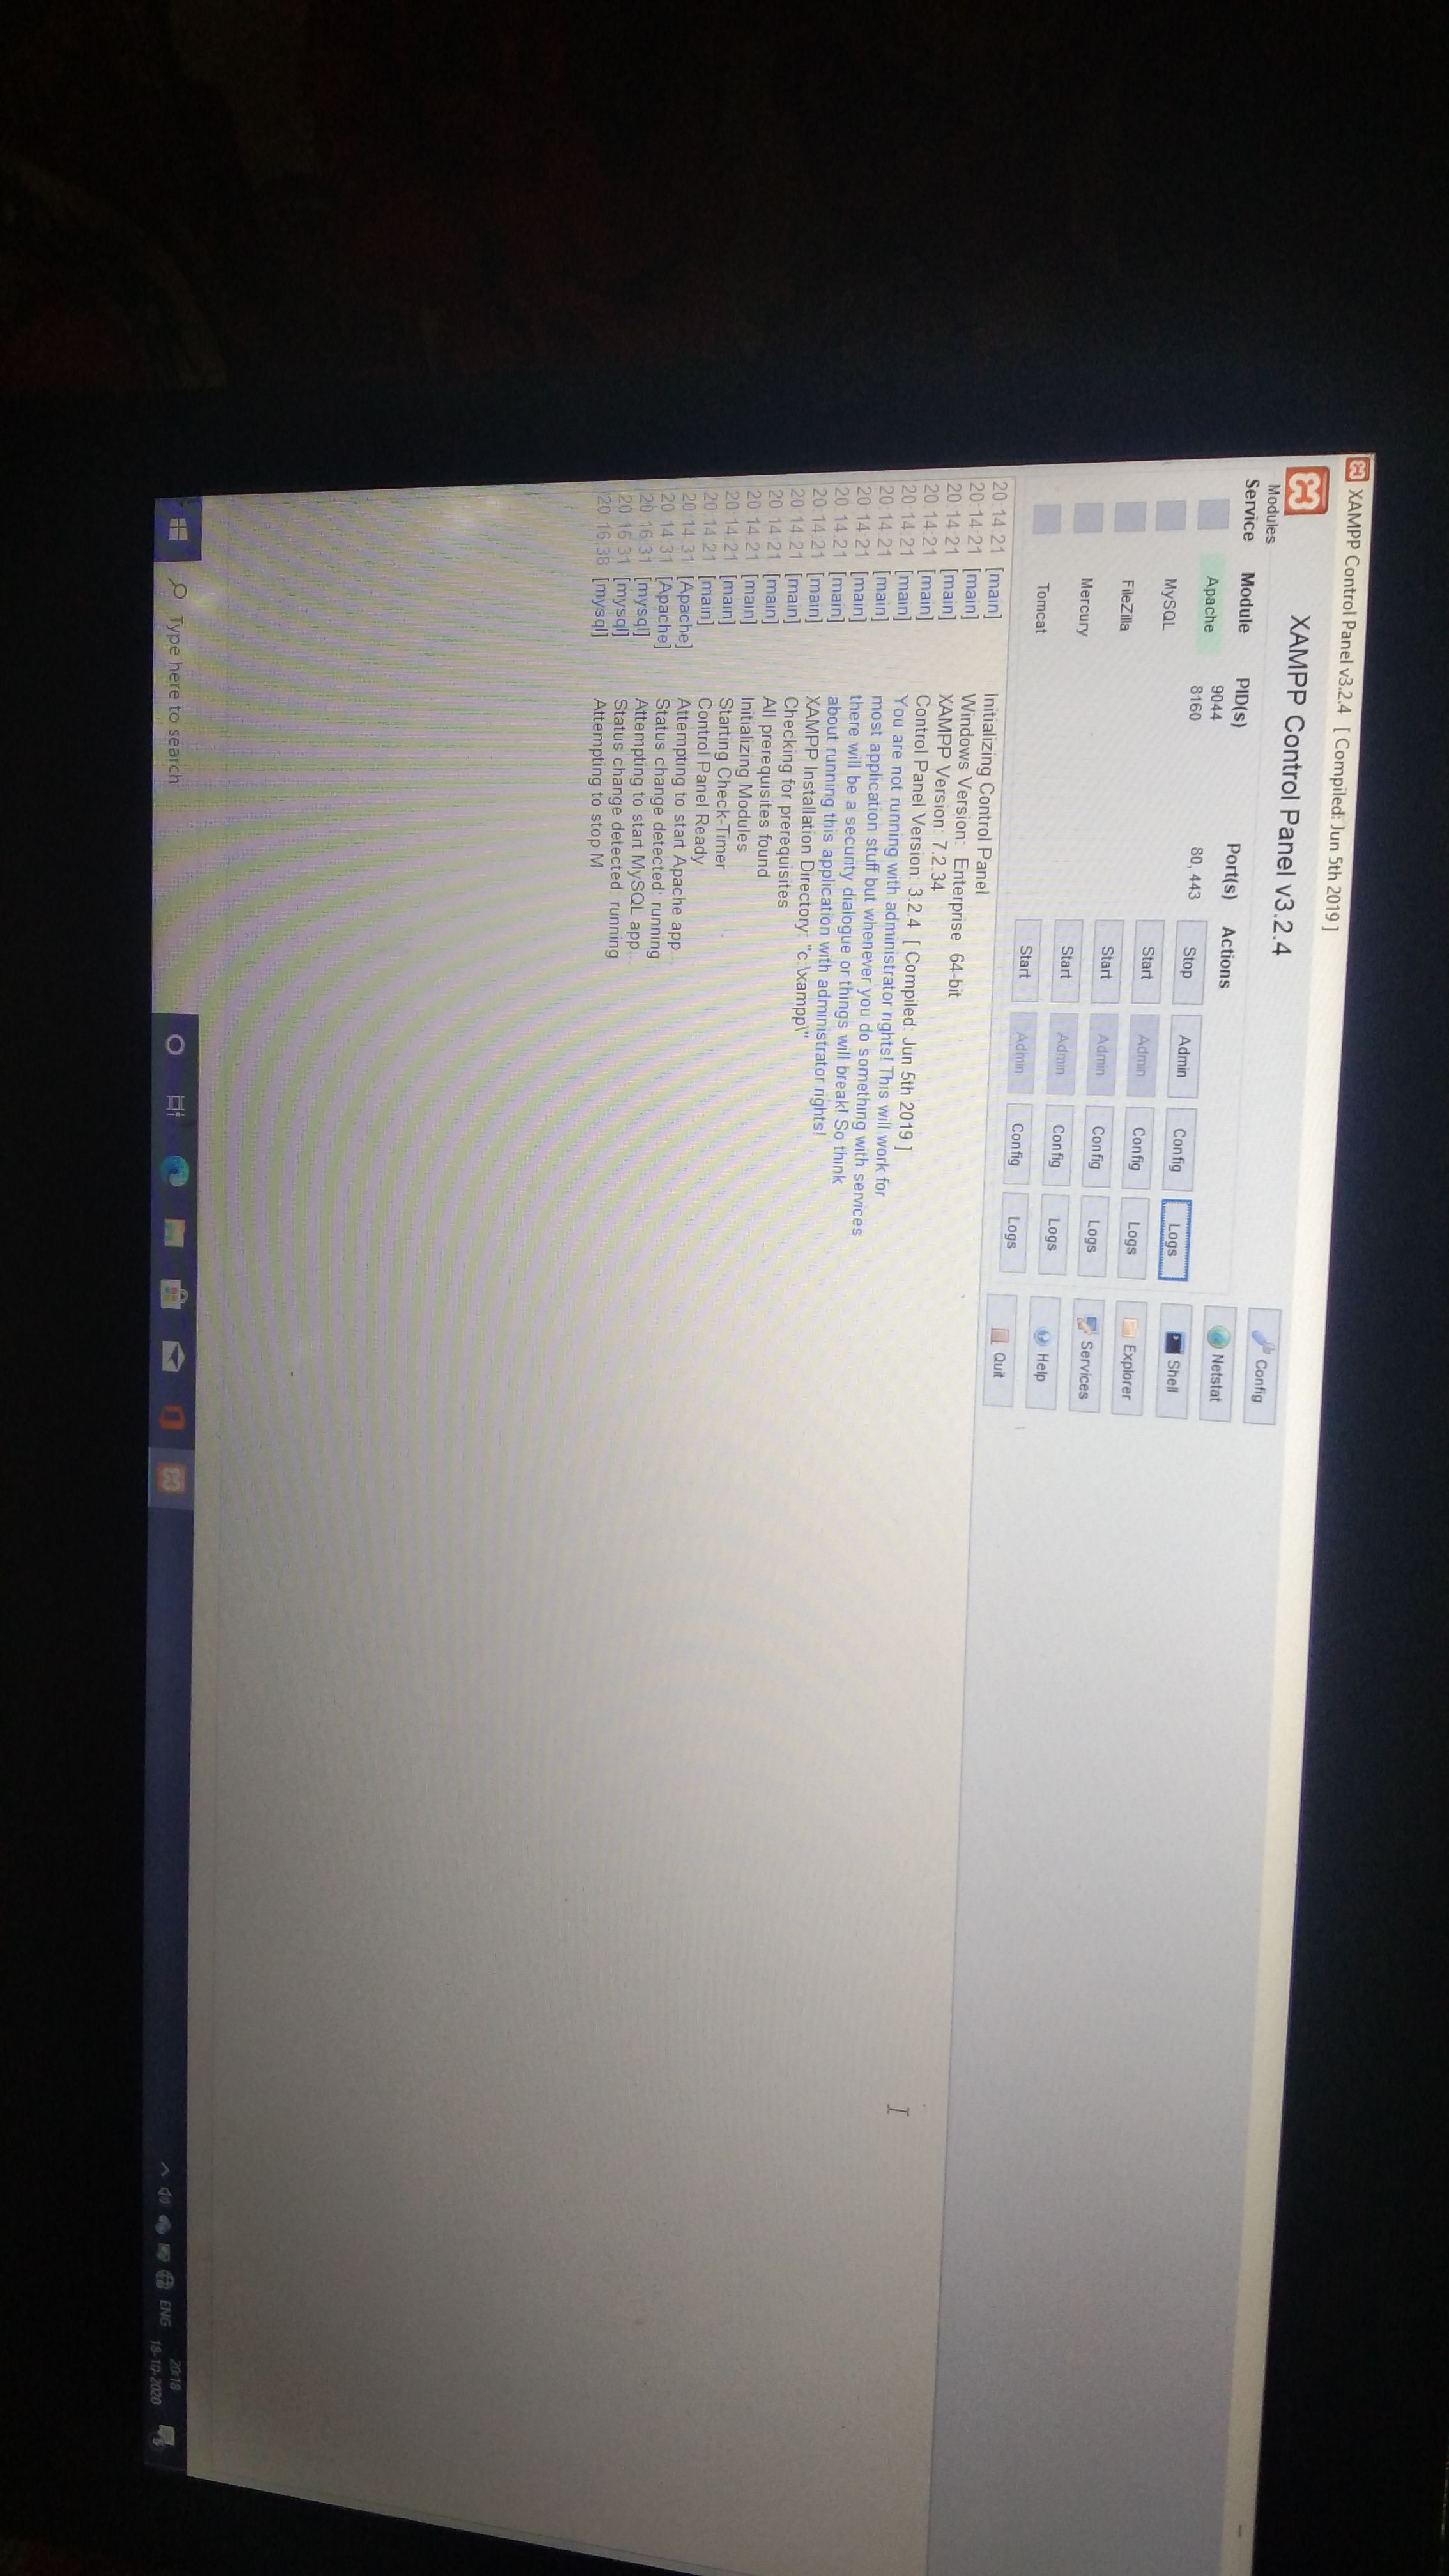 XAMPP Control Panel v3.2.4 [ Compiled: Jun 5th 2019 ]
XAMPP Control Panel v3.2.4
Config
Modules
Service Module PID(s) Port(s) Actions
Netstat
Apache 9044 8160 80, 443 Stop Admin Config Logs
Shell
MySQL Start Admin Config Logs
Explorer
FileZilla Start Admin Config Logs
Services
Mercury Start Admin Config Logs
Help
Tomcat Start Admin Config Logs
Quit
20:14:21 [main] Initializing Control Panel
20:14:21 [main] Windows Version: Enterprise 64-bit
20:14:21 [main] XAMPP Version: 7.2.34
20:14:21 [main] Control Panel Version: 3.2.4 [ Compiled: Jun 5th 2019 ]
20:14:21 [main] You are not running with administrator rights! This will work for
20:14:21 [main] most application stuff but whenever you do something with services
20:14:21 [main] there will be a security dialogue or things will break! So think
20:14:21 [main] about running this application with administrator rights!
20:14:21 [main] XAMPP Installation Directory: "c:\xampp\"
20:14:21 [main] Checking for prerequisites
20:14:21 [main] All prerequisites found
20:14:21 [main] Initializing Modules
20:14:21 [main] Starting Check-Timer
20:14:21 [main] Control Panel Ready
20:14:31 [Apache] Attempting to start Apache app...
20:14:31 [Apache] Status change detected: running
20:16:31 [mysql] Attempting to start MySQL app...
20:16:31 [mysql] Status change detected: running
20:16:38 [mysql] Attempting to stop M
Type here to search
ENG
20:18
18-10-2020